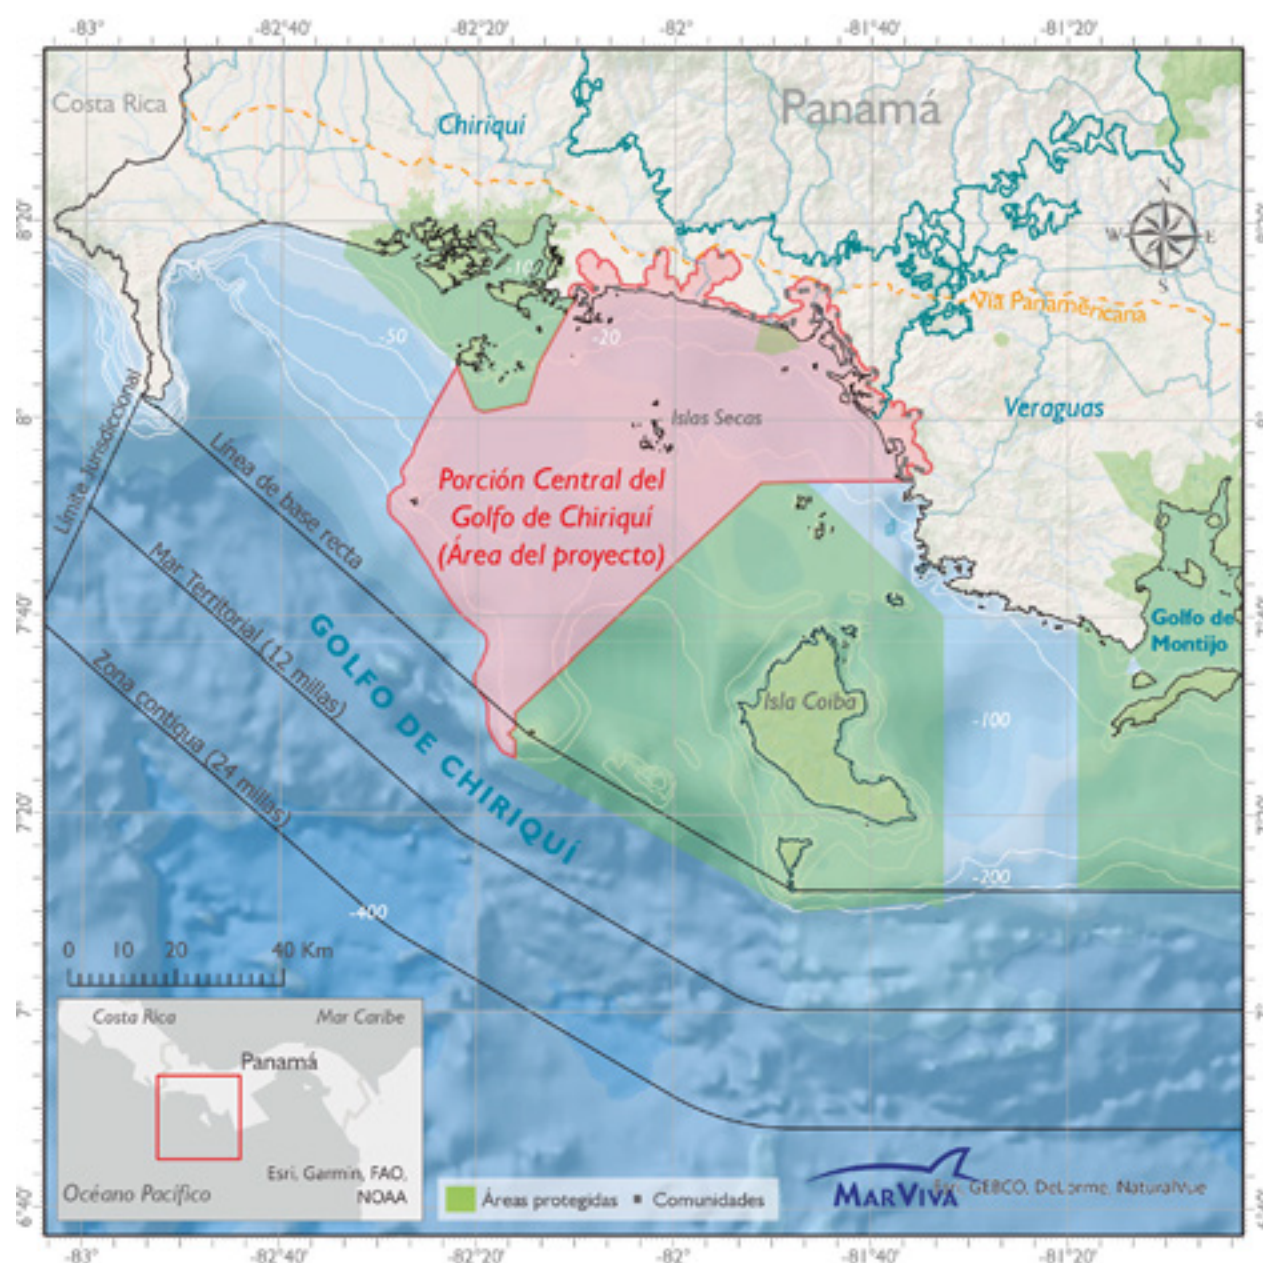 -83°
-82°40'
-82°20'
-82°
-81°40'
-81°20'
Costa Rica
Chiriquí
Panamá
N
W
E
S
8°20'
-10
Vía Panamericana
-50
-20
Límite Jurisdiccional
Islas Secas
Veraguas
8°
Línea de base recta
Porción Central del
Golfo de Chiriquí
(Área del proyecto)
Mar Territorial (12 millas)
7°40'
Golfo de
Montijo
GOLFO DE CHIRIQUÍ
Zona contigua (24 millas)
Isla Coiba
-100
7°20'
-200
-400
0 10 20 40 Km
7°
Costa Rica
Mar Caribe
Panamá
Esri, Garmin, FAO,
NOAA
Océano Pacífico
Áreas protegidas
Comunidades
MARVIVA
GEBCO, DeLorme, NaturalVue
6°40'
-83°
-82°40'
-82°20'
-82°
-81°40'
-81°20'